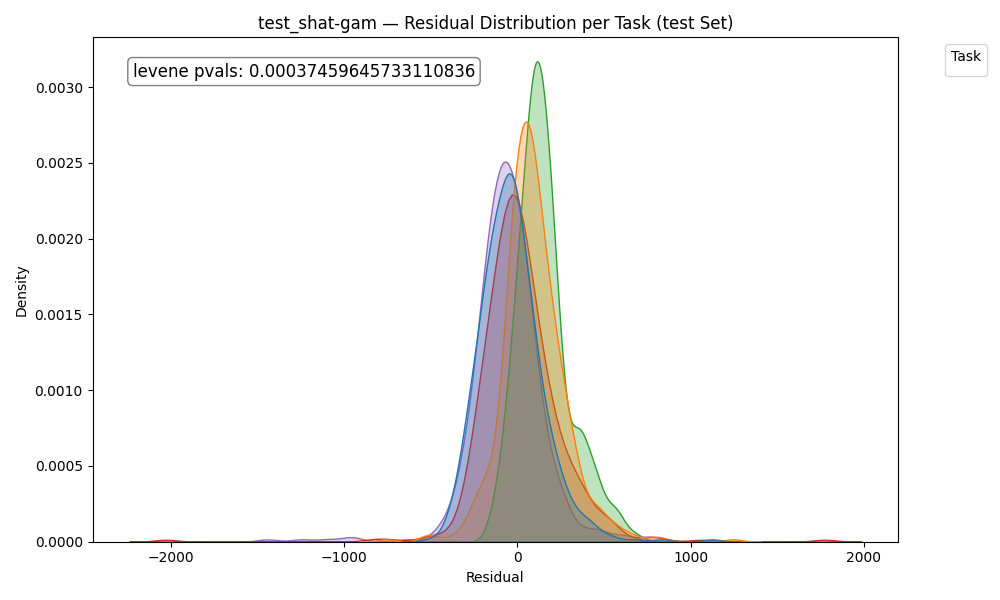 test_shat-gam — Residual Distribution per Task (test Set)
levene pvals: 0.00037459645733110836
Task
0.0030
0.0025
0.0020
0.0015
0.0010
0.0005
0.0000
Density
−2000 −1000 0 1000 2000
Residual